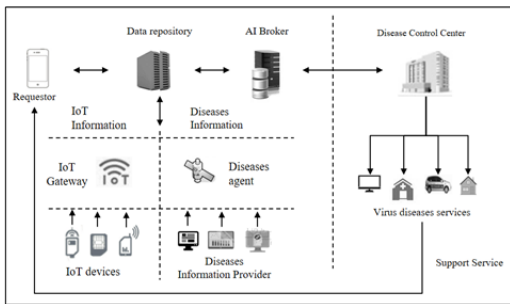 Data repository
AI Broker
Disease Control Center
Requestor
IoT
Information
Diseases
Information
IoT
Gateway
IoT
Diseases
agent
IoT devices
Diseases
Information Provider
Virus diseases services
Support Service